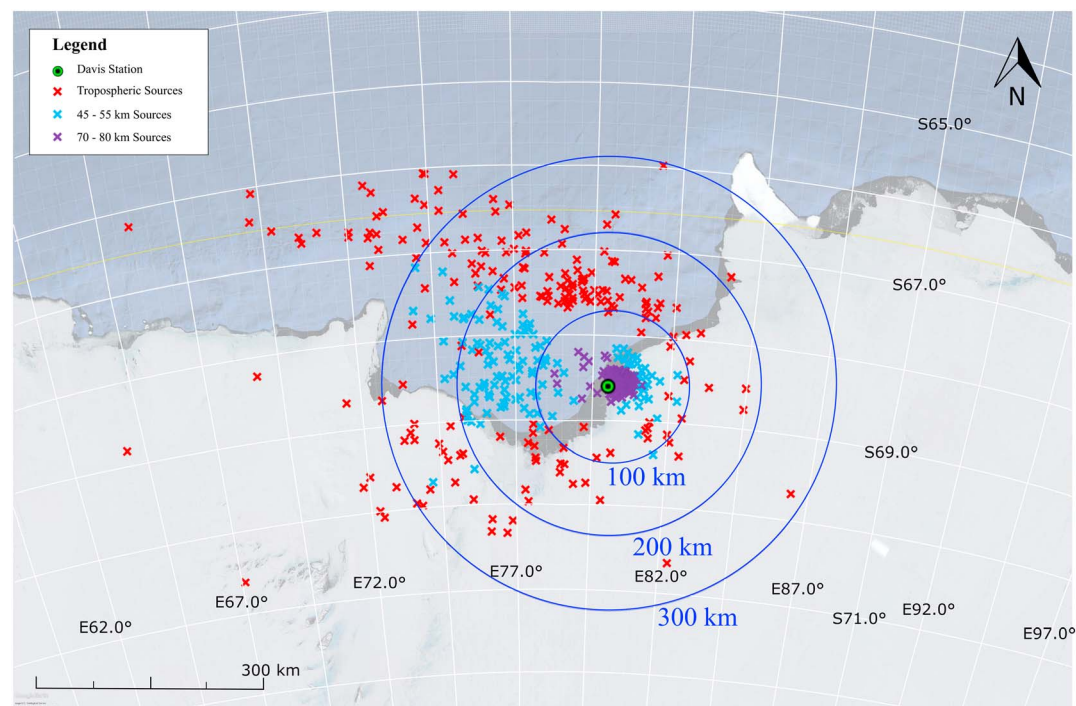 Legend
Davis Station
Tropospheric Sources
45 - 55 km Sources
70 - 80 km Sources
N
S65.0°
S67.0°
S69.0°
100 km
200 km
E82.0°
E77.0°
E72.0°
E87.0°
E67.0°
E92.0°
300 km
S71.0°
E62.0°
E97.0°
300 km